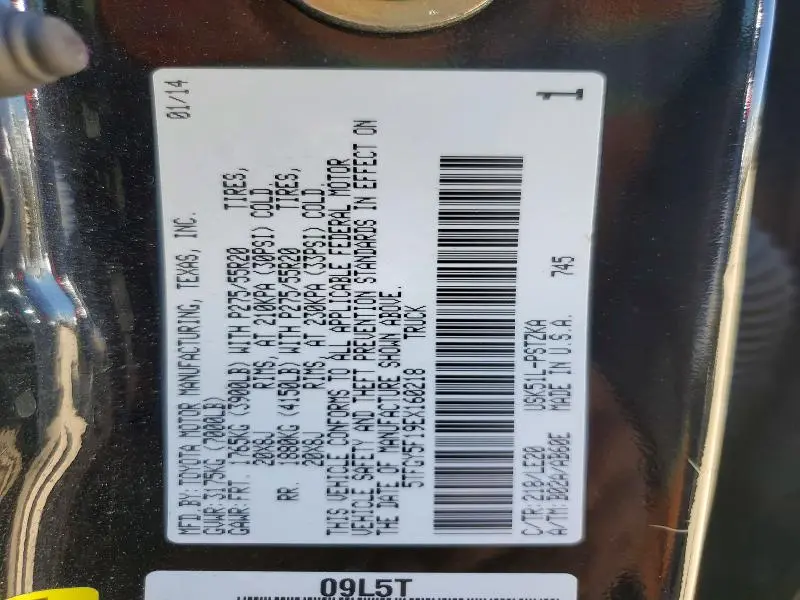 MFD.BY: TOYOTA MOTOR MANUFACTURING, TEXAS, INC. 01/14
GVWR: 3175KG (7000LB)
GAWR: FRT. 1765KG (3900LB) WITH P275/55R20 TIRES,
20X8J RIMS, AT 210KPA (30PSI) COLD.
RR. 1880KG (4150LB) WITH P275/55R20 TIRES,
20X8J RIMS, AT 230KPA (33PSI) COLD.
THIS VEHICLE CONFORMS TO ALL APPLICABLE FEDERAL MOTOR
VEHICLE SAFETY AND THEFT PREVENTION STANDARDS IN EFFECT ON
THE DATE OF MANUFACTURE SHOWN ABOVE.
5TFGY5F19EX160218 TRUCK
C/TR: 218/LE20 USK51L-PSTZKA
A/TM: B02A/AB60E MADE IN U.S.A. 745
1
09L5T